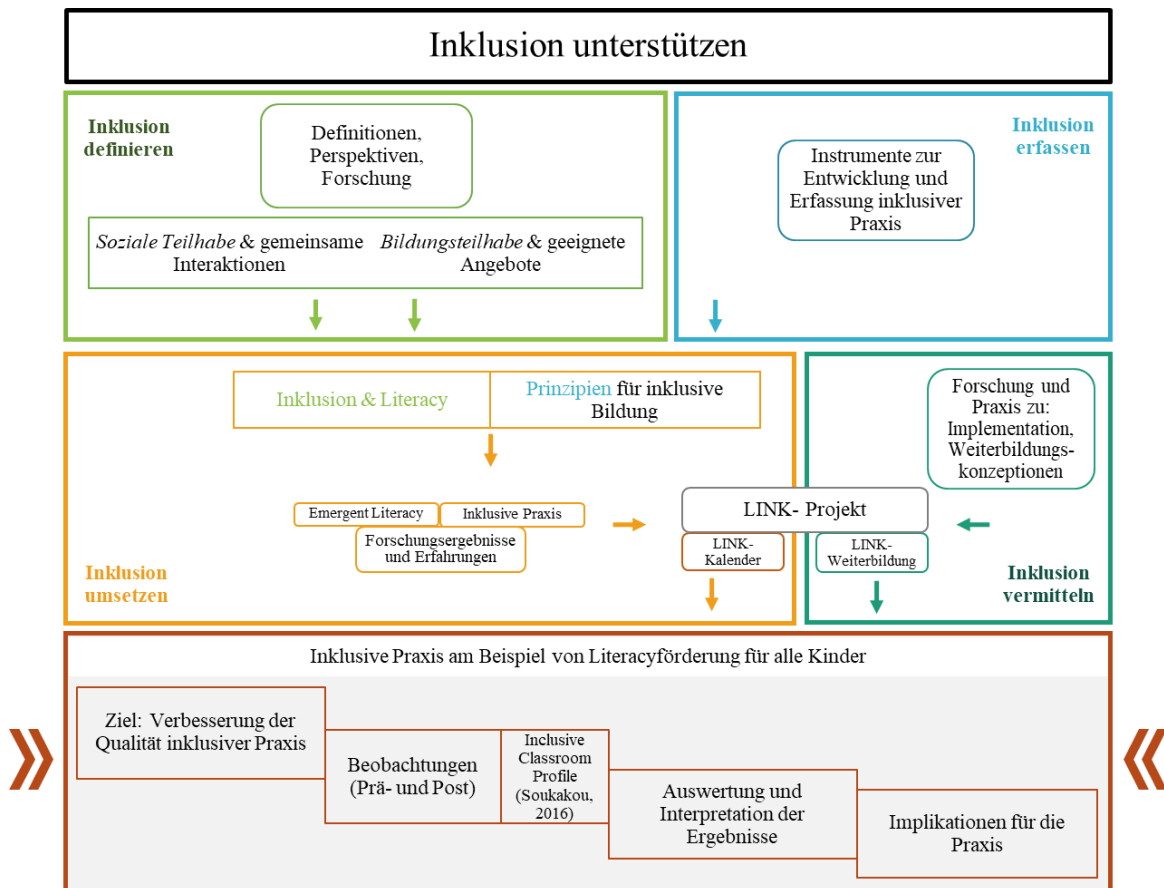 Inklusion unterstützen
Inklusion
definieren
Definitionen,
Perspektiven,
Forschung
Soziale Teilhabe & gemeinsame
Interaktionen
Bildungsteilhabe & geeignete
Angebote
Inklusion
erfassen
Instrumente zur
Entwicklung und
Erfassung inklusiver
Praxis
Inklusion & Literacy
Prinzipien für inklusive
Bildung
Emergent Literacy
Inklusive Praxis
Forschungsergebnisse
und Erfahrungen
Inklusion
umsetzen
LINK- Projekt
LINK-
Kalender
LINK-
Weiterbildung
Forschung und
Praxis zu:
Implementation,
Weiterbildungs-
konzeptionen
Inklusion
vermitteln
Inklusive Praxis am Beispiel von Literacyförderung für alle Kinder
Ziel: Verbesserung der
Qualität inklusiver Praxis
Beobachtungen
(Prä- und Post)
Inclusive
Classroom
Profile
(Soukakou,
2016)
Auswertung und
Interpretation der
Ergebnisse
Implikationen für die
Praxis